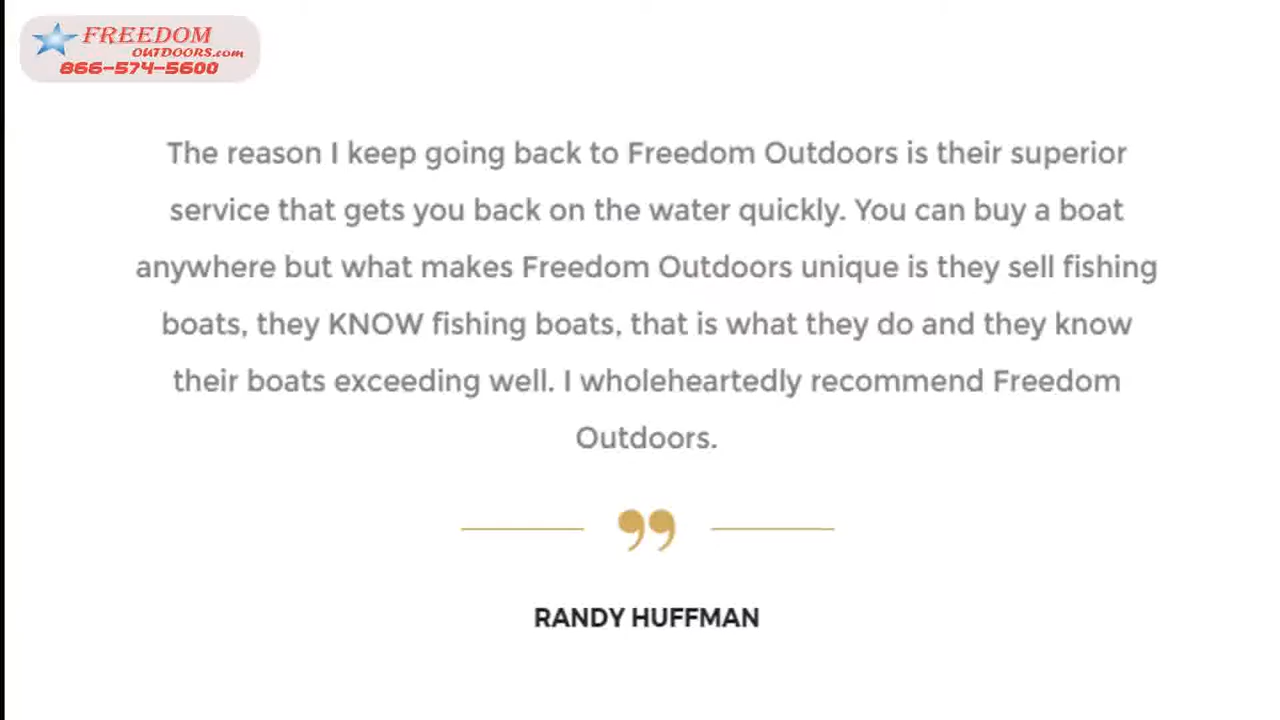 FREEDOM
OUTDOORS.com
866-574-5600
The reason I keep going back to Freedom Outdoors is their superior
service that gets you back on the water quickly. You can buy a boat
anywhere but what makes Freedom Outdoors unique is they sell fishing
boats, they KNOW fishing boats, that is what they do and they know
their boats exceeding well. I wholeheartedly recommend Freedom
Outdoors.
”
RANDY HUFFMAN